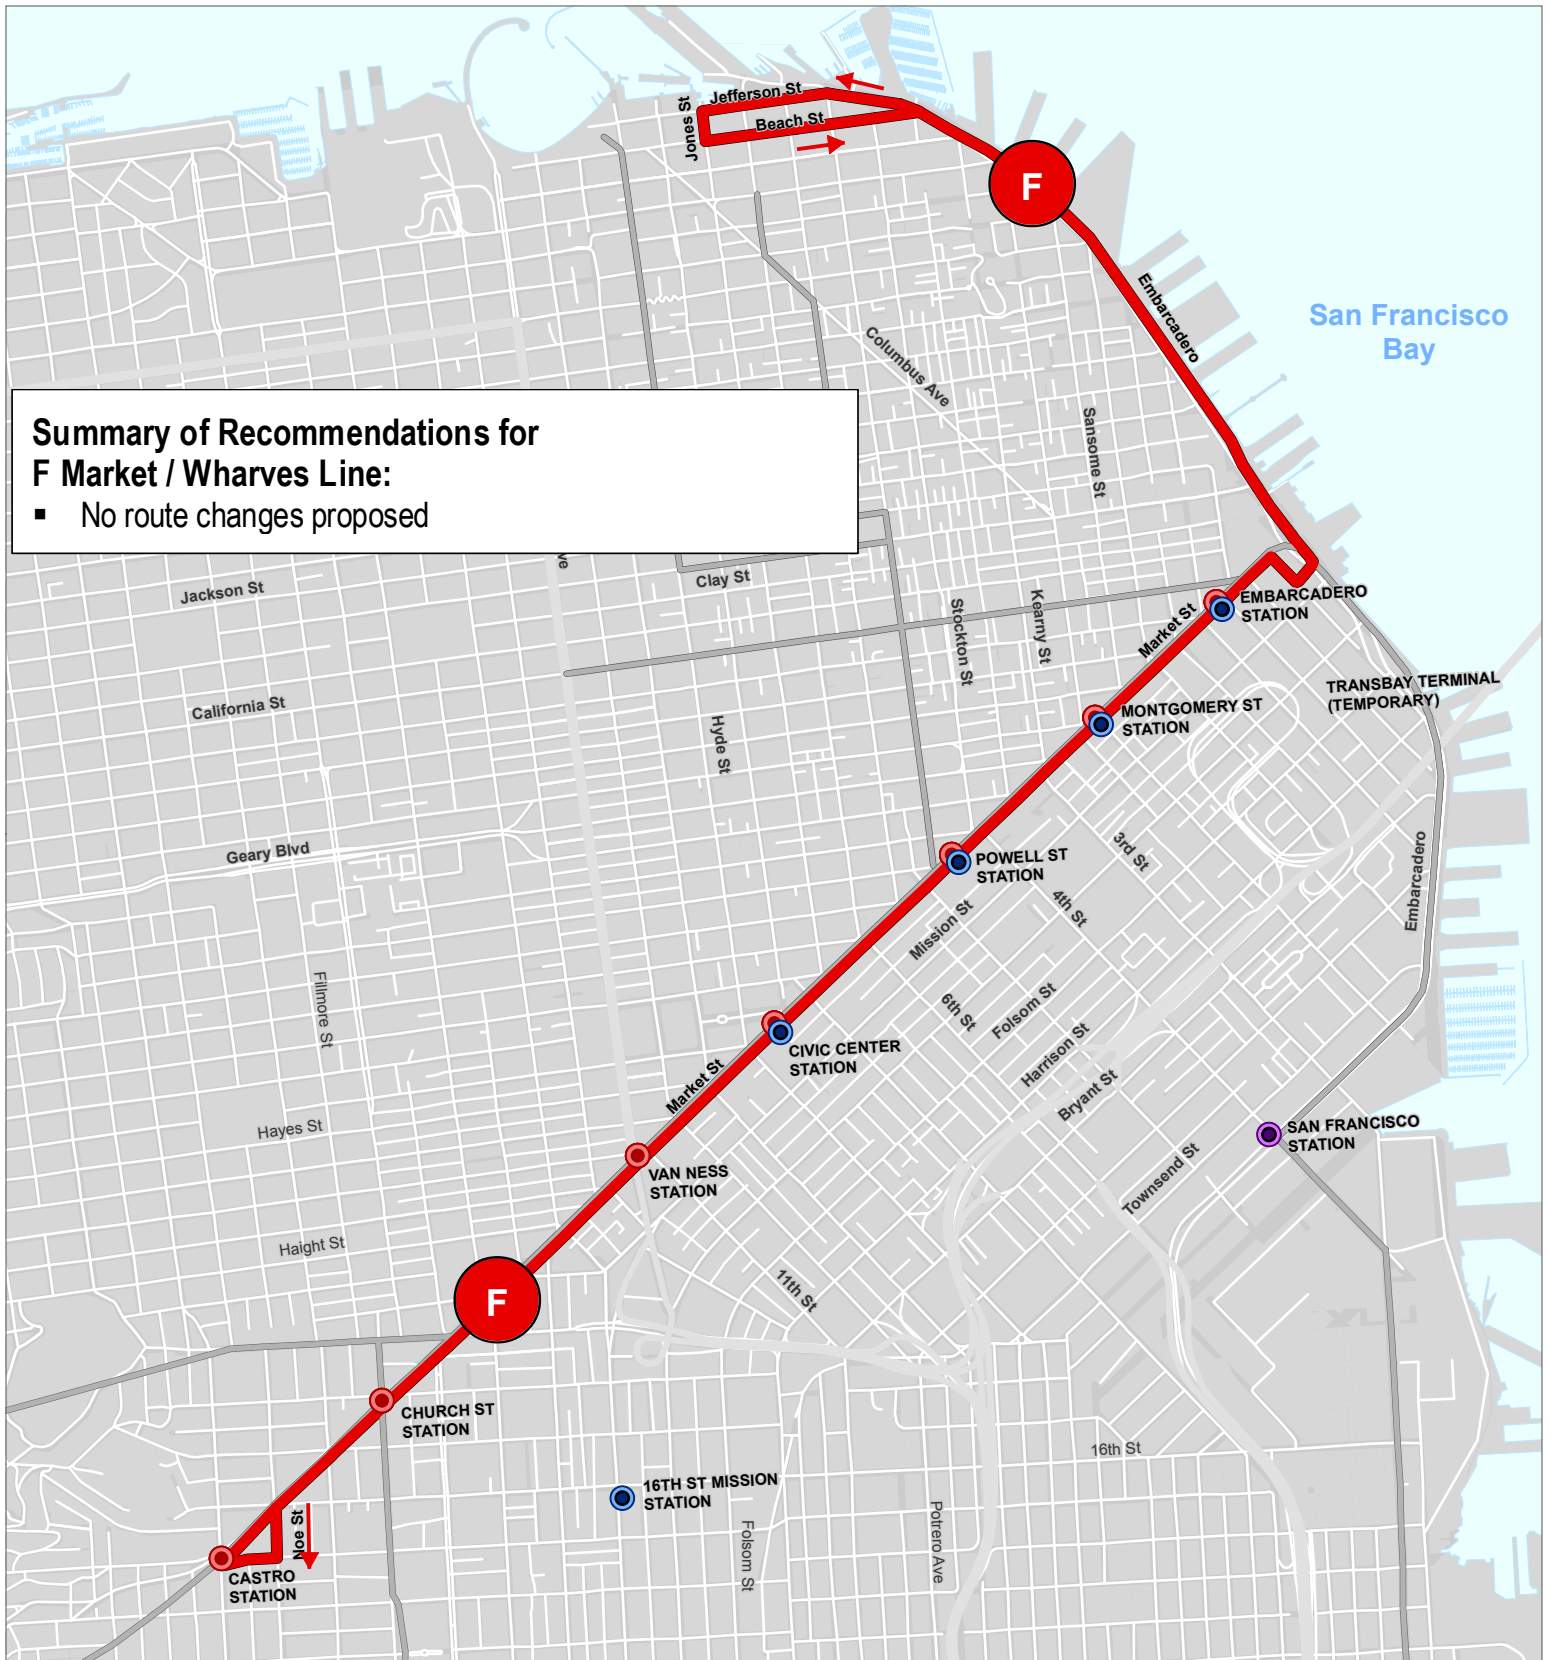 Jefferson St
Beach St
Jones St
F
Embarcadero
San Francisco
Bay
Columbus Ave
Sansome St
Summary of Recommendations for
F Market / Wharves Line:
▪ No route changes proposed
ve
Jackson St
Clay St
Stockton St
Kearny St
Market St
EMBARCADERO
STATION
California St
Hyde St
TRANSBAY TERMINAL
(TEMPORARY)
MONTGOMERY ST
STATION
Geary Blvd
POWELL ST
STATION
3rd St
4th St
Embarcadero
Mission St
Fillmore St
6th St
Folsom St
Harrison St
Bryant St
CIVIC CENTER
STATION
Market St
Hayes St
SAN FRANCISCO
STATION
VAN NESS
STATION
Townsend St
Haight St
F
11th St
CHURCH ST
STATION
16th St
16TH ST MISSION
STATION
Noe St
Folsom St
Potrero Ave
CASTRO
STATION